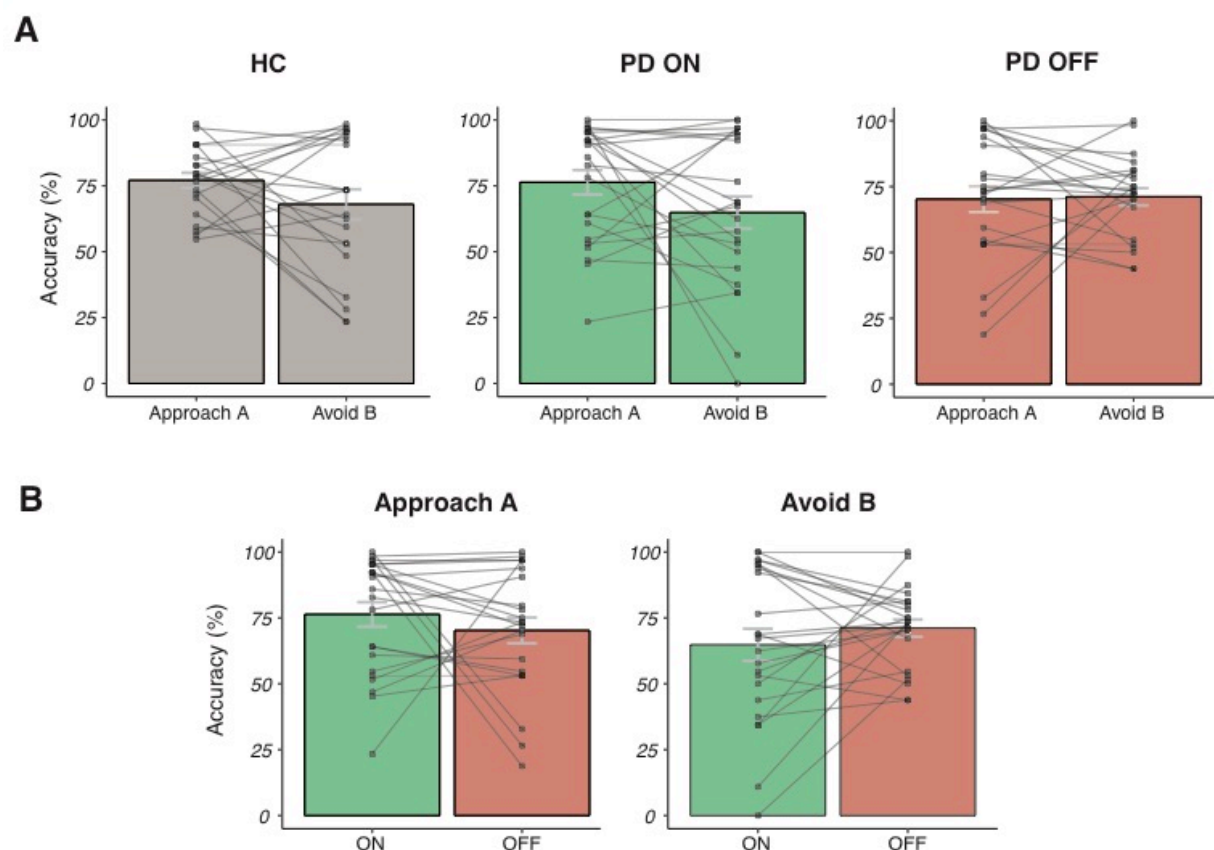 A
HC
PD ON
PD OFF
Accuracy (%)
100
75
50
25
0
Approach A
Avoid B
100
75
50
25
0
Approach A
Avoid B
100
75
50
25
0
Approach A
Avoid B
B
Approach A
Avoid B
Accuracy (%)
100
75
50
25
0
ON
OFF
100
75
50
25
0
ON
OFF